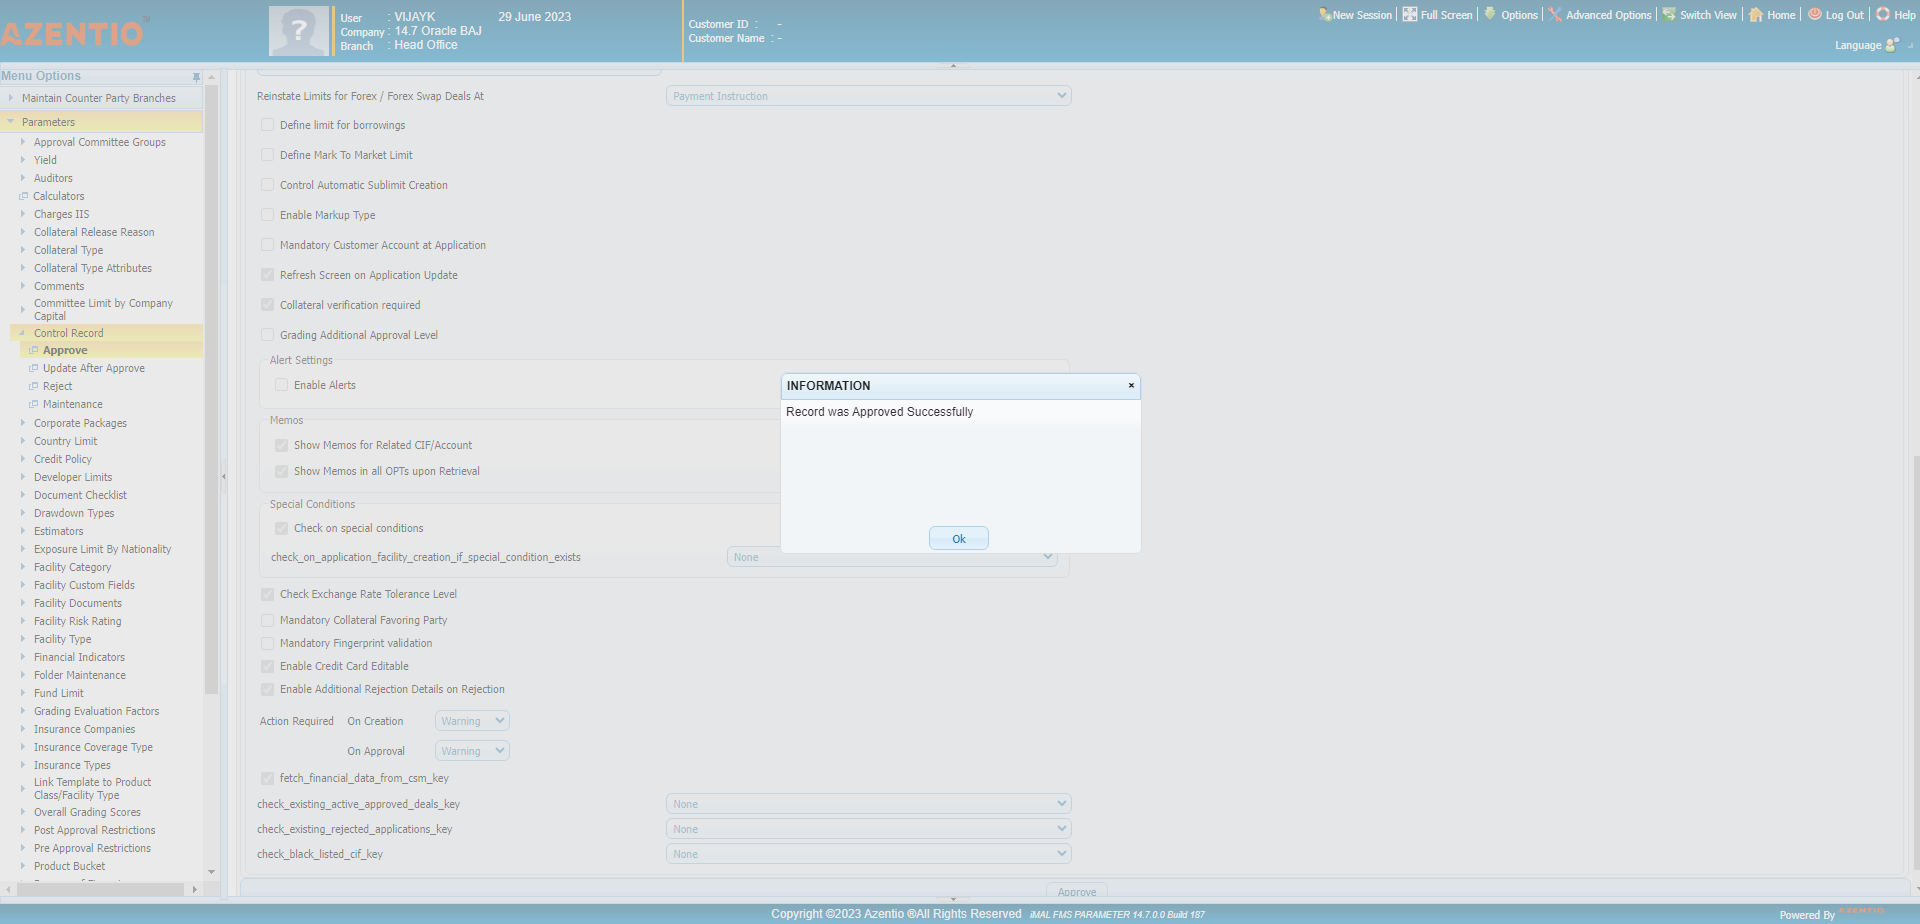 AZENTIO
TM
User : VIJAYK 29 June 2023
Company : 14.7 Oracle BAJ
Branch : Head Office
Customer ID : -
Customer Name : -
New Session Full Screen Options Advanced Options Switch View Home Log Out Help
Language
Menu Options
Maintain Counter Party Branches
Parameters
Approval Committee Groups
Yield
Auditors
Calculators
Charges IIS
Collateral Release Reason
Collateral Type
Collateral Type Attributes
Comments
Committee Limit by Company
Capital
Control Record
Approve
Update After Approve
Reject
Maintenance
Corporate Packages
Country Limit
Credit Policy
Developer Limits
Document Checklist
Drawdown Types
Estimators
Exposure Limit By Nationality
Facility Category
Facility Custom Fields
Facility Documents
Facility Risk Rating
Facility Type
Financial Indicators
Folder Maintenance
Fund Limit
Grading Evaluation Factors
Insurance Companies
Insurance Coverage Type
Insurance Types
Link Template to Product
Class/Facility Type
Overall Grading Scores
Post Approval Restrictions
Pre Approval Restrictions
Product Bucket
Reinstate Limits for Forex / Forex Swap Deals At Payment Instruction
Define limit for borrowings
Define Mark To Market Limit
Control Automatic Sublimit Creation
Enable Markup Type
Mandatory Customer Account at Application
Refresh Screen on Application Update
Collateral verification required
Grading Additional Approval Level
Alert Settings
Enable Alerts
Memos
Show Memos for Related CIF/Account
Show Memos in all OPTs upon Retrieval
Special Conditions
Check on special conditions
check_on_application_facility_creation_if_special_condition_exists None
Check Exchange Rate Tolerance Level
Mandatory Collateral Favoring Party
Mandatory Fingerprint validation
Enable Credit Card Editable
Enable Additional Rejection Details on Rejection
Action Required On Creation Warning
On Approval Warning
fetch_financial_data_from_csm_key
check_existing_active_approved_deals_key None
check_existing_rejected_applications_key None
check_black_listed_cif_key None
Approve
INFORMATION ×
Record was Approved Successfully
Ok
Copyright ©2023 Azentio ®All Rights Reserved iMAL FMS PARAMETER 14.7.0.0 Build 187
Powered By AZENTIO